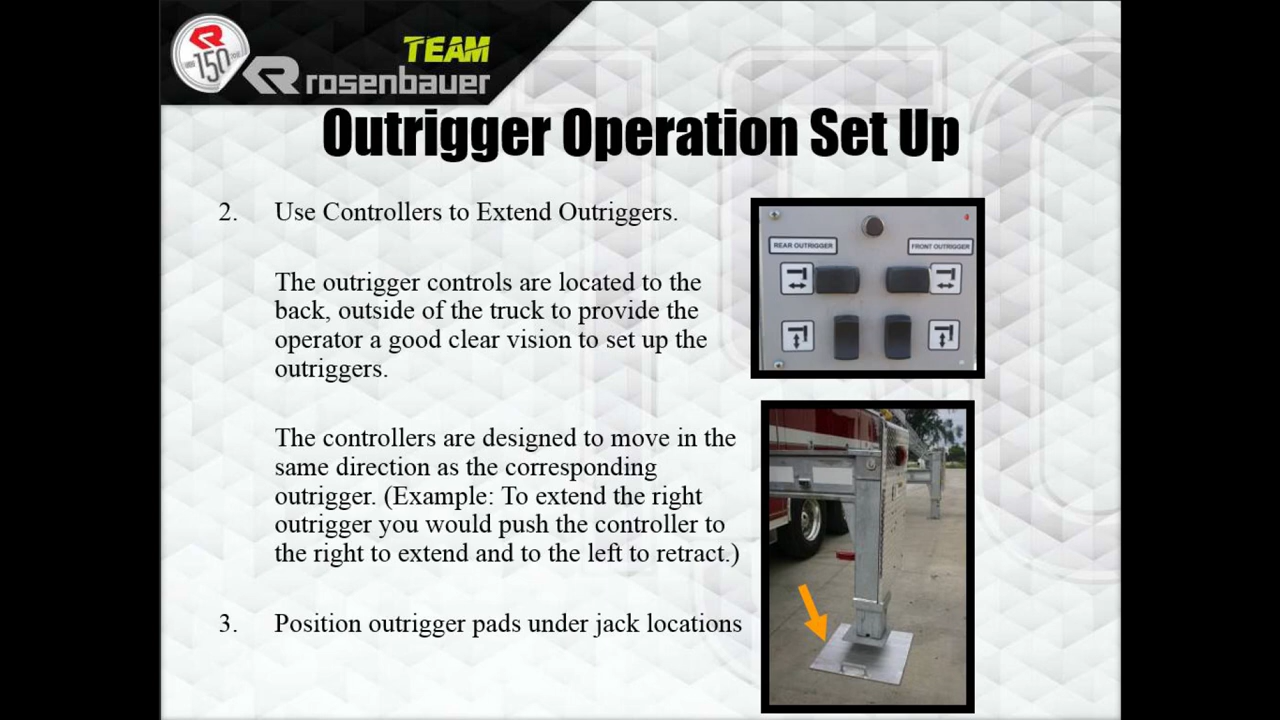 TEAM
rosenbauer
150
Outrigger Operation Set Up
2. Use Controllers to Extend Outriggers.
The outrigger controls are located to the
back, outside of the truck to provide the
operator a good clear vision to set up the
outriggers.
The controllers are designed to move in the
same direction as the corresponding
outrigger. (Example: To extend the right
outrigger you would push the controller to
the right to extend and to the left to retract.)
3. Position outrigger pads under jack locations
REAR OUTRIGGER
FRONT OUTRIGGER